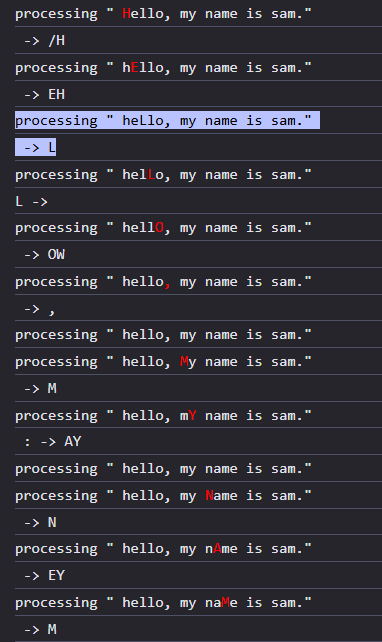 processing " Hello, my name is sam."
-> /H
processing " hEllo, my name is sam."
-> EH
processing " heLlo, my name is sam."
-> L
processing " helLo, my name is sam."
L ->
processing " hellO, my name is sam."
-> OW
processing " hello, my name is sam."
-> ,
processing " hello, my name is sam."
processing " hello, My name is sam."
-> M
processing " hello, mY name is sam."
: -> AY
processing " hello, my name is sam."
processing " hello, my Name is sam."
-> N
processing " hello, my nAme is sam."
-> EY
processing " hello, my naMe is sam."
-> M